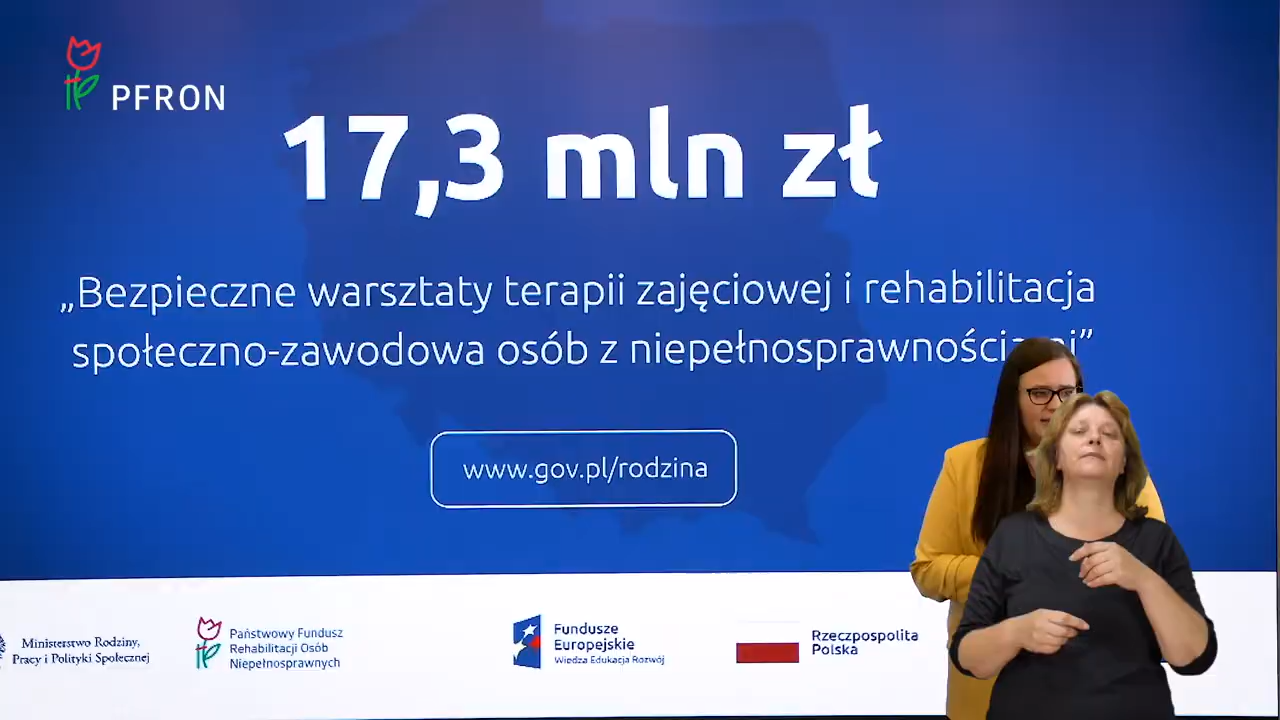 PFRON
17,3 mln zł
„Bezpieczne warsztaty terapii zajęciowej i rehabilitacja
społeczno-zawodowa osób z
www.gov.pl/rodzina
Ministerstwo Rodziny,
Pracy i Polityki Społecznej
Państwowy Fundusz
Rehabilitacji Osób
Niepełnosprawnych
Fundusze
Europejskie
Wiedza Edukacja Rozwój
Rzeczpospolita
Polska